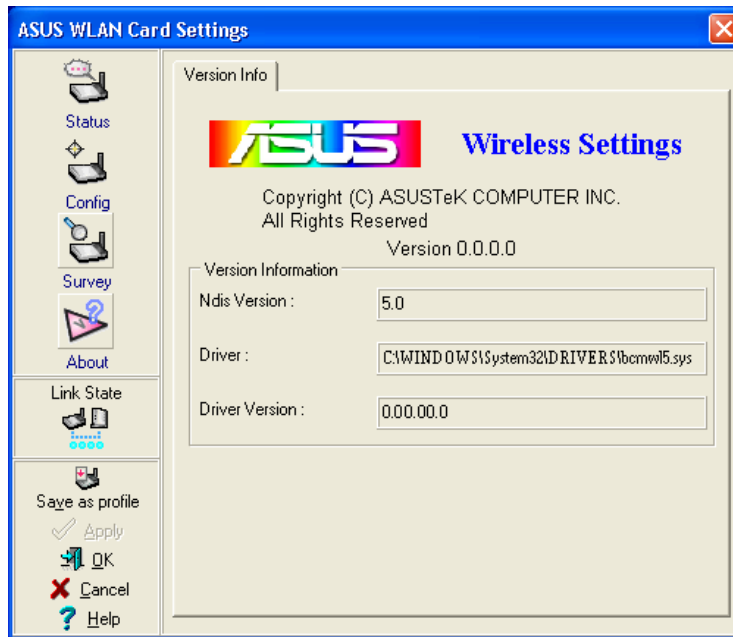 ASUS WLAN Card Settings
Status
Config
Survey
About
Link State
Save as profile
Apply
OK
Cancel
Help
Version Info
ASUS
Wireless Settings
Copyright (C) ASUSTeK COMPUTER INC.
All Rights Reserved
Version 0.0.0.0
Version Information
Ndis Version :
5.0
Driver :
C:\WINDOWS\System32\DRIVERS\bcmwl5.sys
Driver Version :
0.00.00.0